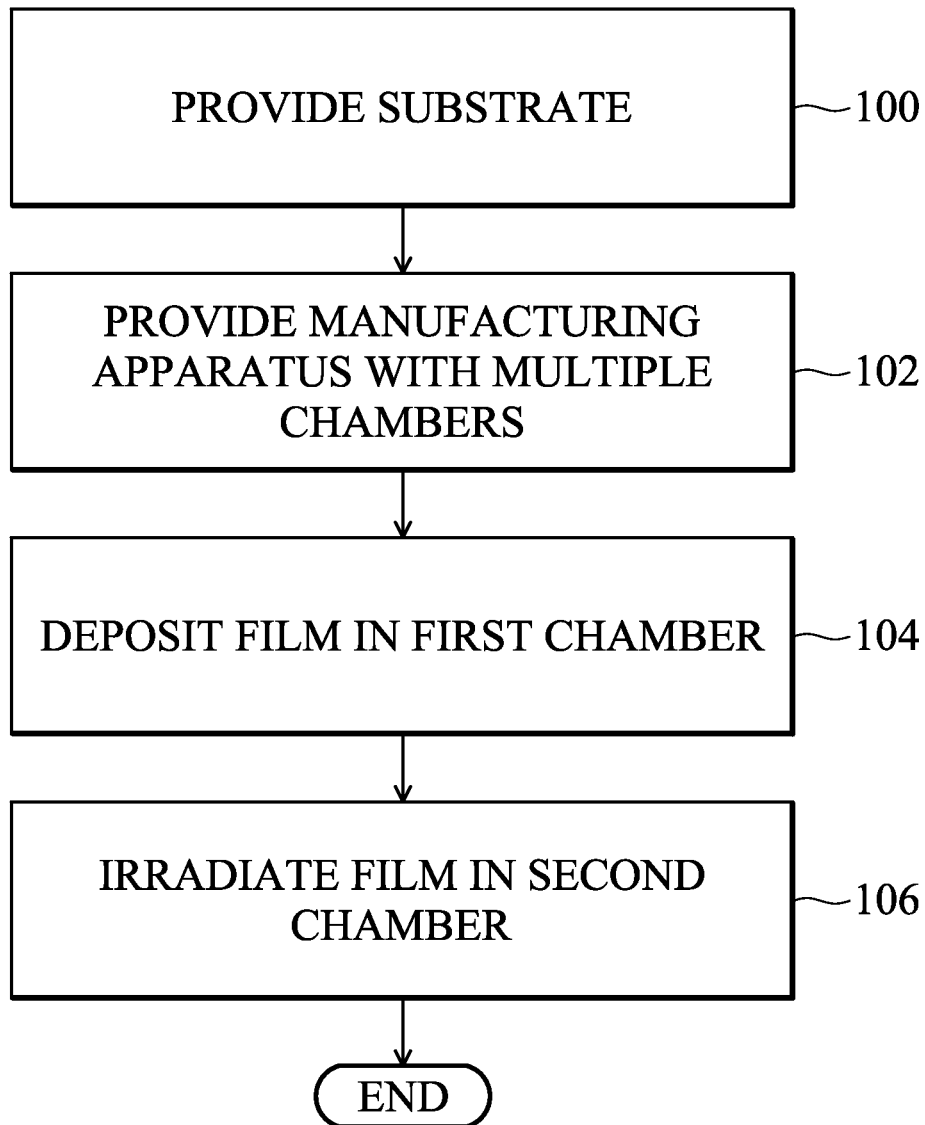 PROVIDE SUBSTRATE
100
PROVIDE MANUFACTURING
APPARATUS WITH MULTIPLE
CHAMBERS
102
DEPOSIT FILM IN FIRST CHAMBER
104
IRRADIATE FILM IN SECOND
CHAMBER
106
END